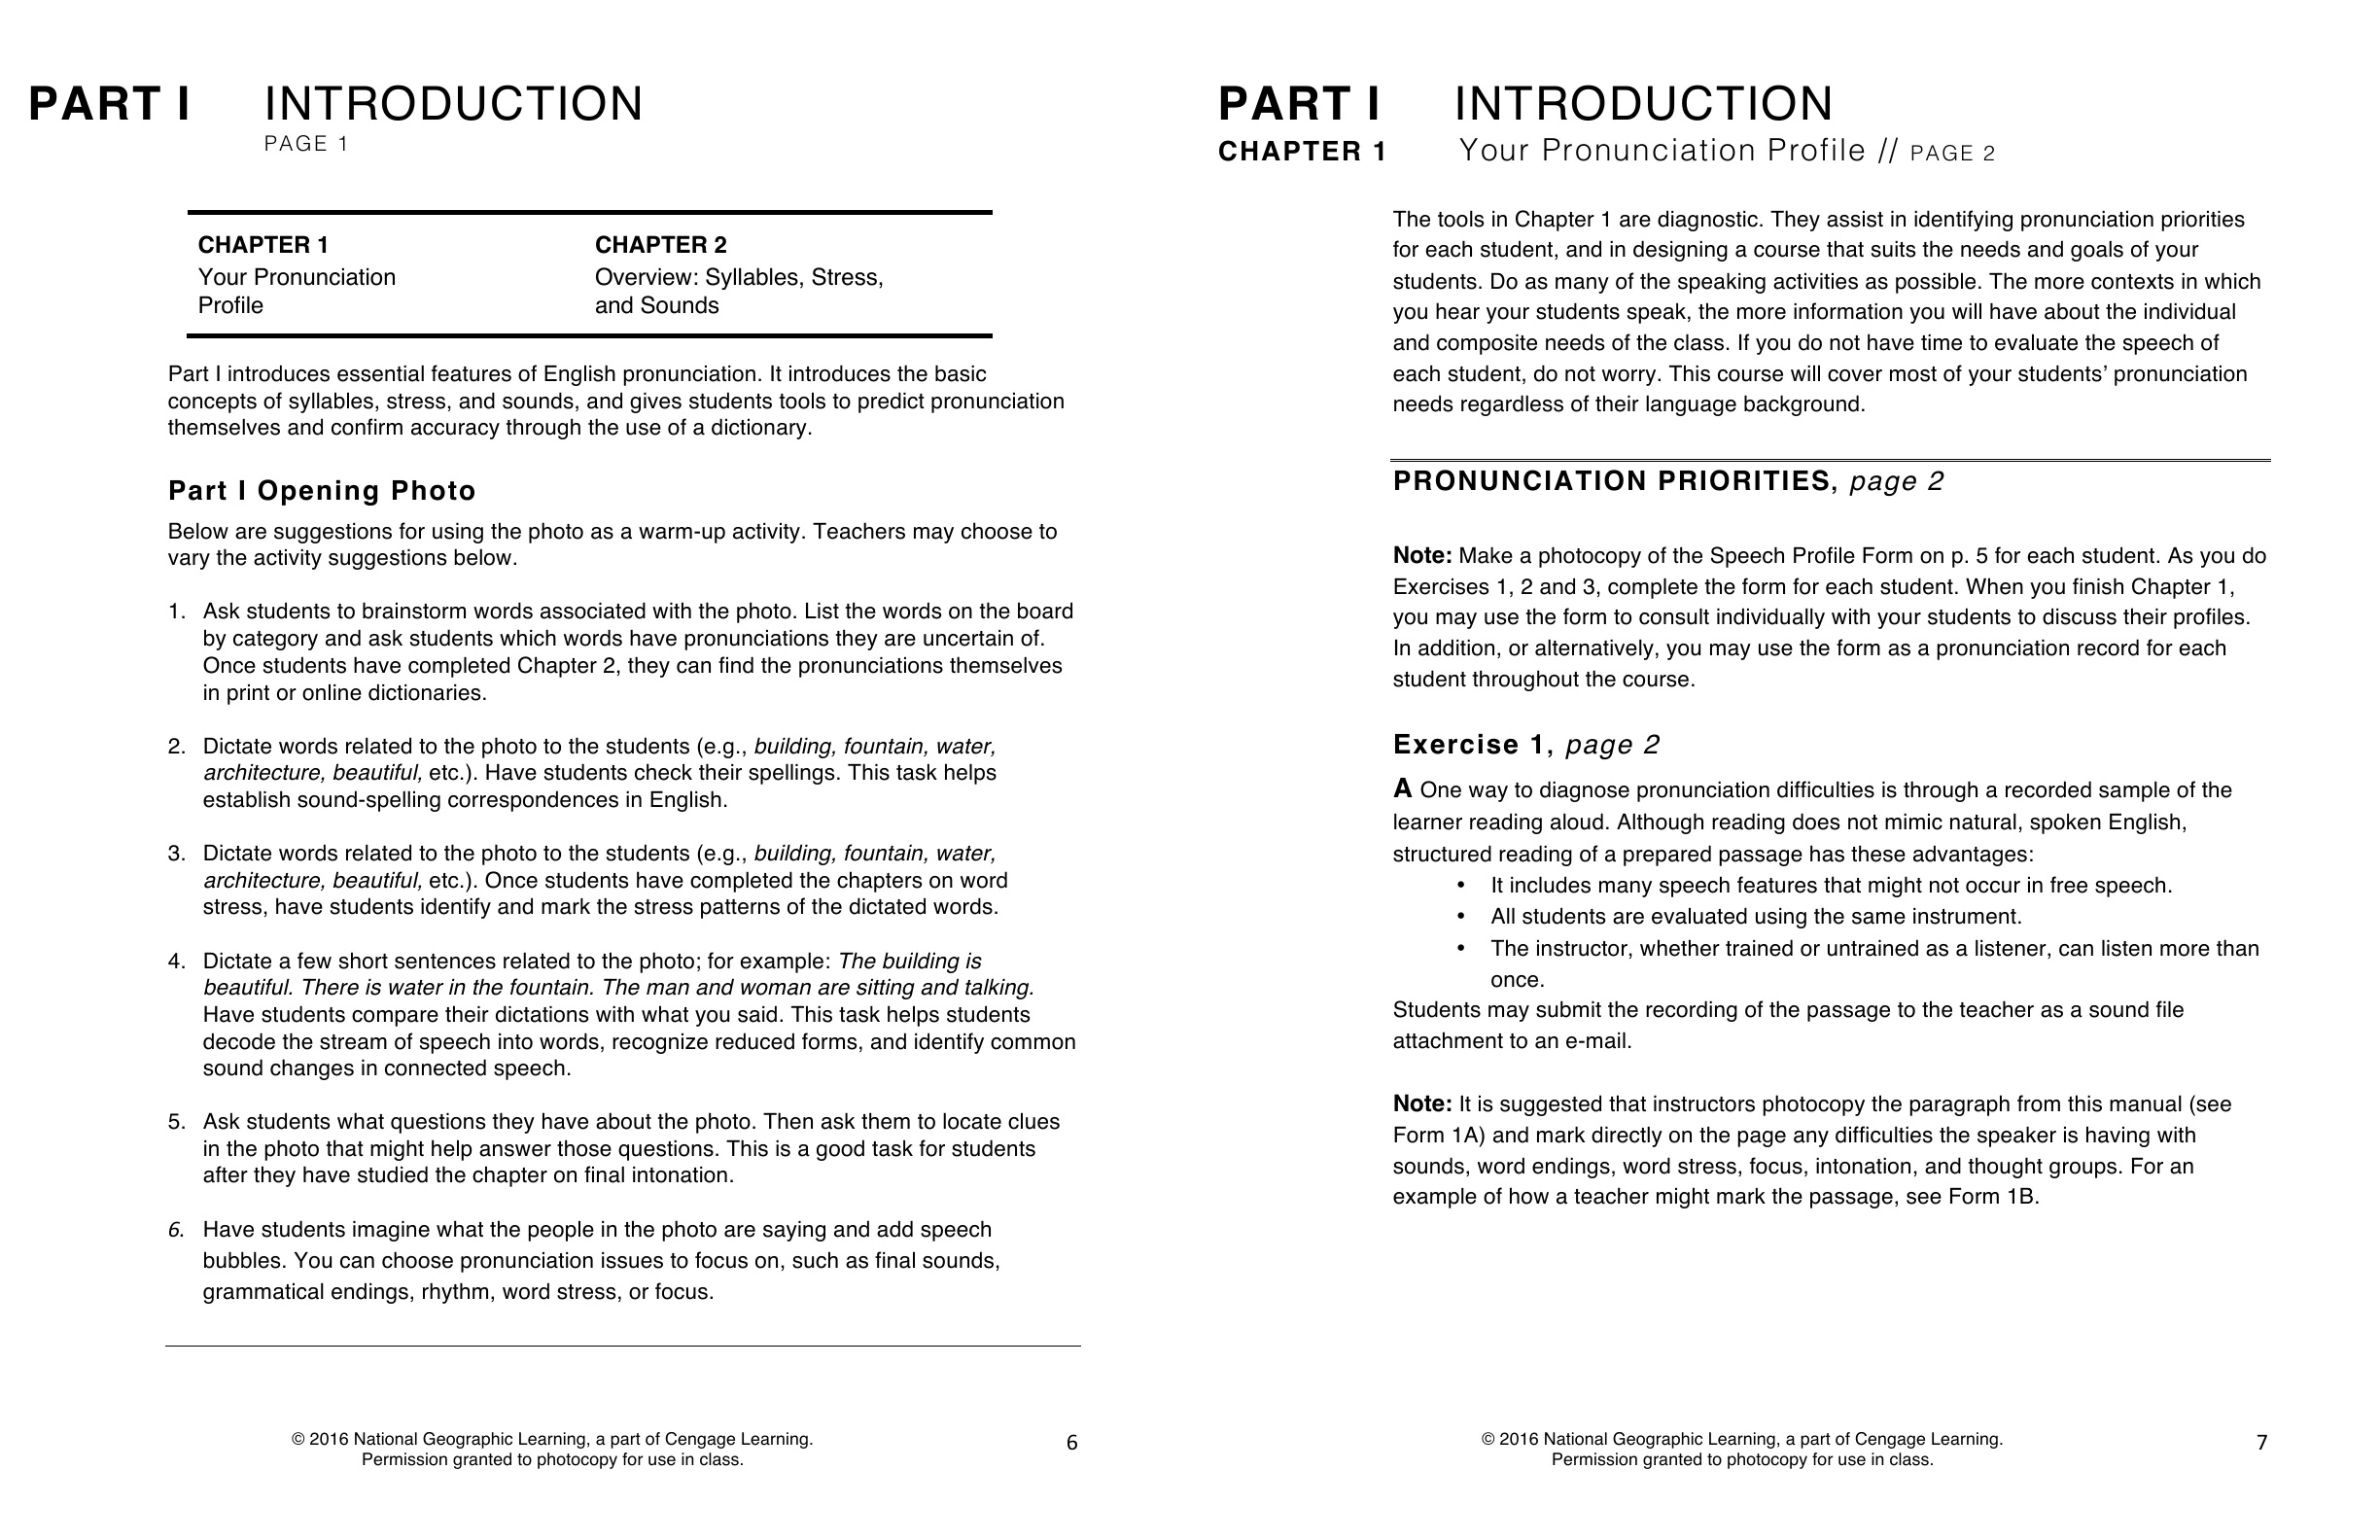 PART I INTRODUCTION
PAGE 1
CHAPTER 1
Your Pronunciation
Profile
CHAPTER 2
Overview: Syllables, Stress,
and Sounds
Part I introduces essential features of English pronunciation. It introduces the basic
concepts of syllables, stress, and sounds, and gives students tools to predict pronunciation
themselves and confirm accuracy through the use of a dictionary.
Part I Opening Photo
Below are suggestions for using the photo as a warm-up activity. Teachers may choose to
vary the activity suggestions below.
1. Ask students to brainstorm words associated with the photo. List the words on the board
by category and ask students which words have pronunciations they are uncertain of.
Once students have completed Chapter 2, they can find the pronunciations themselves
in print or online dictionaries.
2. Dictate words related to the photo to the students (e.g., building, fountain, water,
architecture, beautiful, etc.). Have students check their spellings. This task helps
establish sound-spelling correspondences in English.
3. Dictate words related to the photo to the students (e.g., building, fountain, water,
architecture, beautiful, etc.). Once students have completed the chapters on word
stress, have students identify and mark the stress patterns of the dictated words.
4. Dictate a few short sentences related to the photo; for example: The building is
beautiful. There is water in the fountain. The man and woman are sitting and talking.
Have students compare their dictations with what you said. This task helps students
decode the stream of speech into words, recognize reduced forms, and identify common
sound changes in connected speech.
5. Ask students what questions they have about the photo. Then ask them to locate clues
in the photo that might help answer those questions. This is a good task for students
after they have studied the chapter on final intonation.
6. Have students imagine what the people in the photo are saying and add speech
bubbles. You can choose pronunciation issues to focus on, such as final sounds,
grammatical endings, rhythm, word stress, or focus.
© 2016 National Geographic Learning, a part of Cengage Learning.
Permission granted to photocopy for use in class.
6
PART I INTRODUCTION
CHAPTER 1 Your Pronunciation Profile // PAGE 2
The tools in Chapter 1 are diagnostic. They assist in identifying pronunciation priorities
for each student, and in designing a course that suits the needs and goals of your
students. Do as many of the speaking activities as possible. The more contexts in which
you hear your students speak, the more information you will have about the individual
and composite needs of the class. If you do not have time to evaluate the speech of
each student, do not worry. This course will cover most of your students’ pronunciation
needs regardless of their language background.
PRONUNCIATION PRIORITIES, page 2
Note: Make a photocopy of the Speech Profile Form on p. 5 for each student. As you do
Exercises 1, 2 and 3, complete the form for each student. When you finish Chapter 1,
you may use the form to consult individually with your students to discuss their profiles.
In addition, or alternatively, you may use the form as a pronunciation record for each
student throughout the course.
Exercise 1, page 2
A One way to diagnose pronunciation difficulties is through a recorded sample of the
learner reading aloud. Although reading does not mimic natural, spoken English,
structured reading of a prepared passage has these advantages:
• It includes many speech features that might not occur in free speech.
• All students are evaluated using the same instrument.
• The instructor, whether trained or untrained as a listener, can listen more than
once.
Students may submit the recording of the passage to the teacher as a sound file
attachment to an e-mail.
Note: It is suggested that instructors photocopy the paragraph from this manual (see
Form 1A) and mark directly on the page any difficulties the speaker is having with
sounds, word endings, word stress, focus, intonation, and thought groups. For an
example of how a teacher might mark the passage, see Form 1B.
© 2016 National Geographic Learning, a part of Cengage Learning.
Permission granted to photocopy for use in class.
7